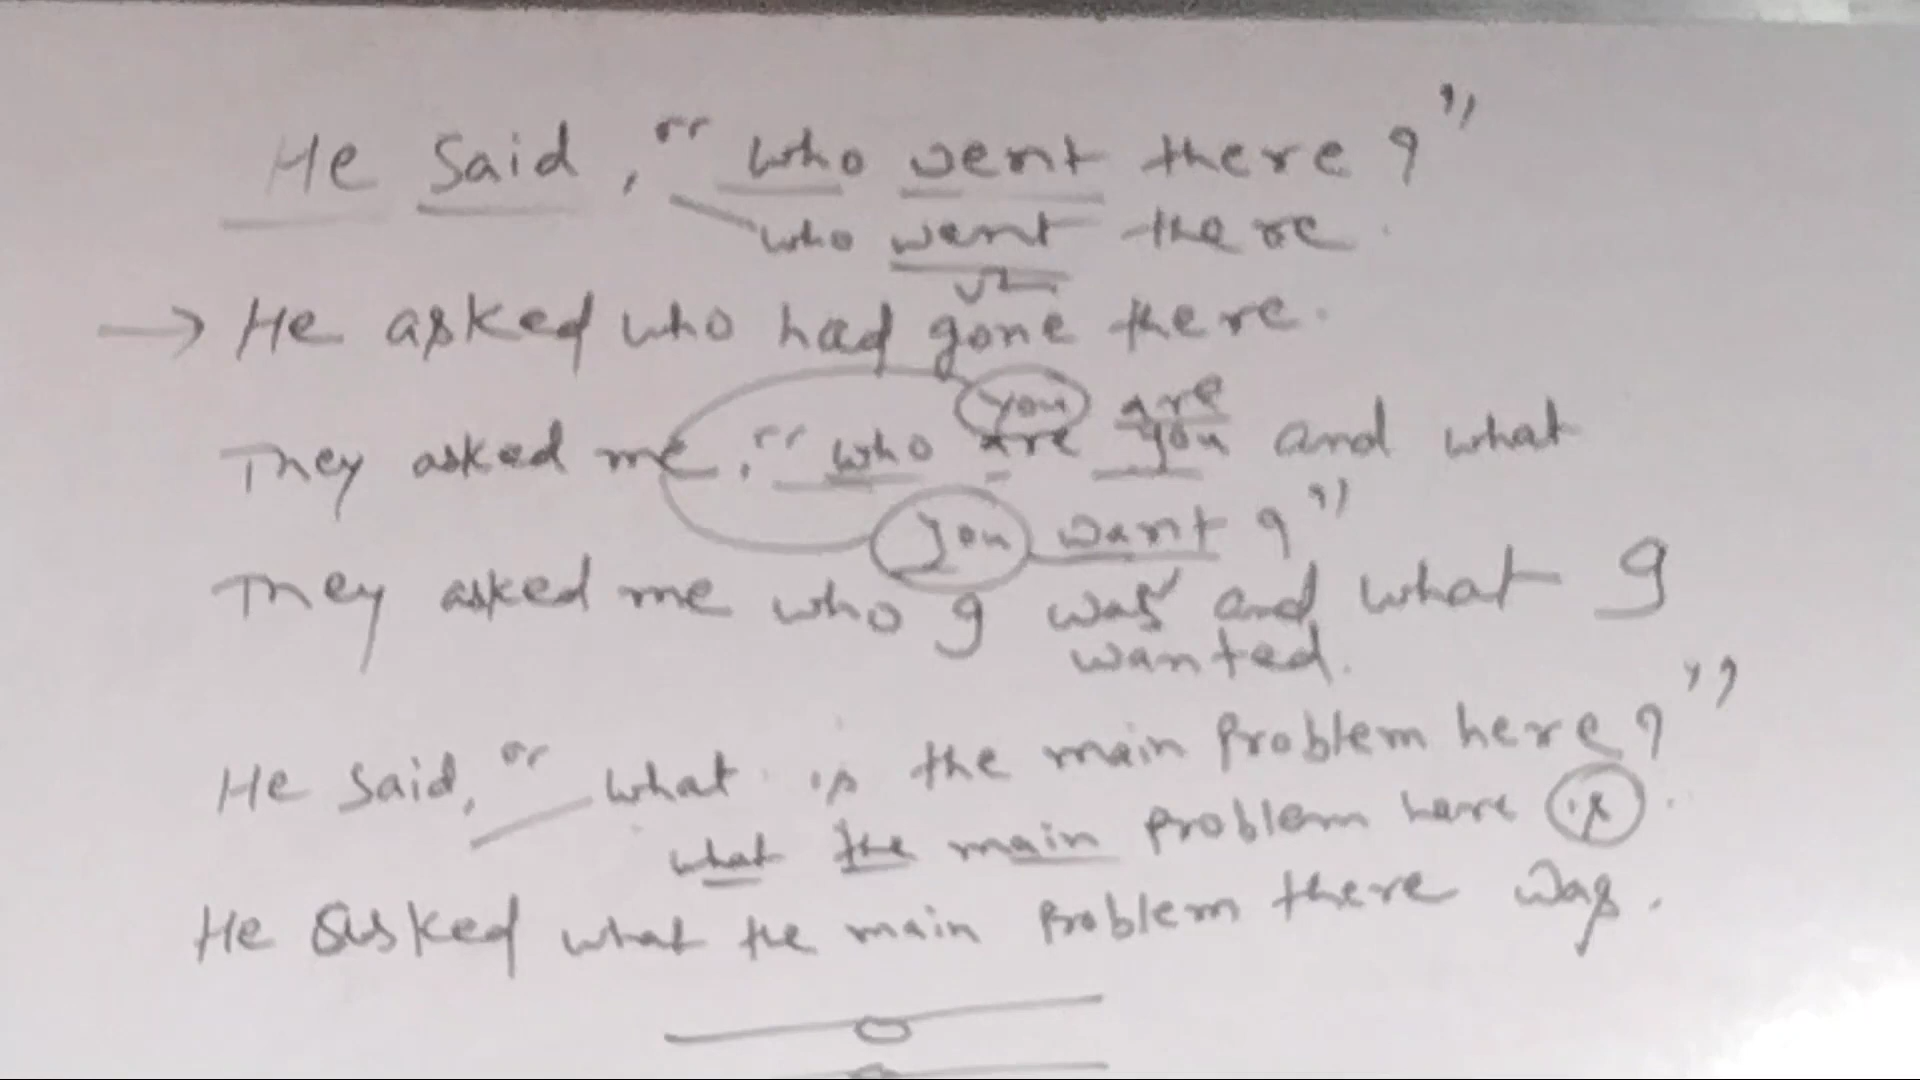 He said, "who went there?"
who went there.
→ He asked who had gone there.
you are
They asked me, "who are you and what
you want?"
They asked me who I was and what I
wanted.
He said, "what is the main problem here?"
what the main problem here is.
He asked what the main problem there was.